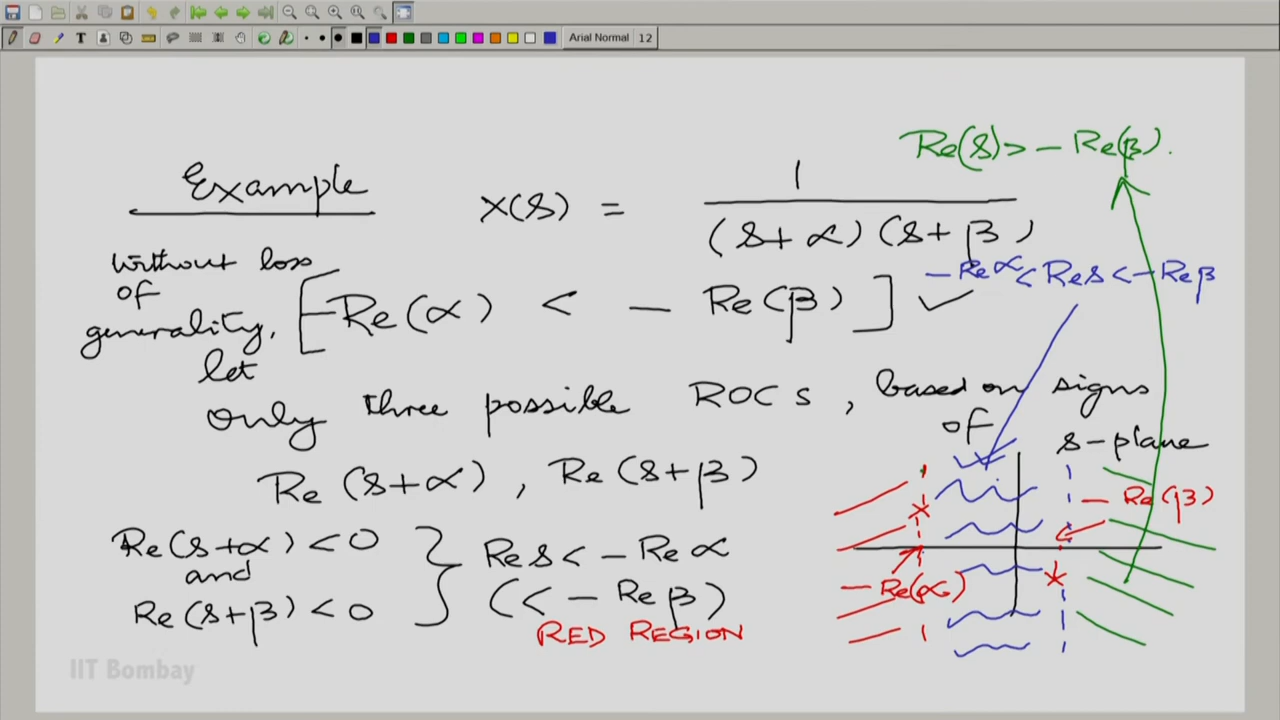 Arial Normal 12
Re(s) > - Re(β).
Example X(s) = 1
(s+α)(s+β)
- Re α < Re s < - Re β
without loss
of
generality,
let
[-Re(α) < - Re(β)] ✓
Only three possible ROCs, based on signs
of
s-plane
Re(s+α), Re(s+β)
- Re(β)
Re(s+α) < 0
and
Re(s+β) < 0
} Re s < - Re α
(< - Re β)
RED REGION
- Re(α)
IIT Bombay